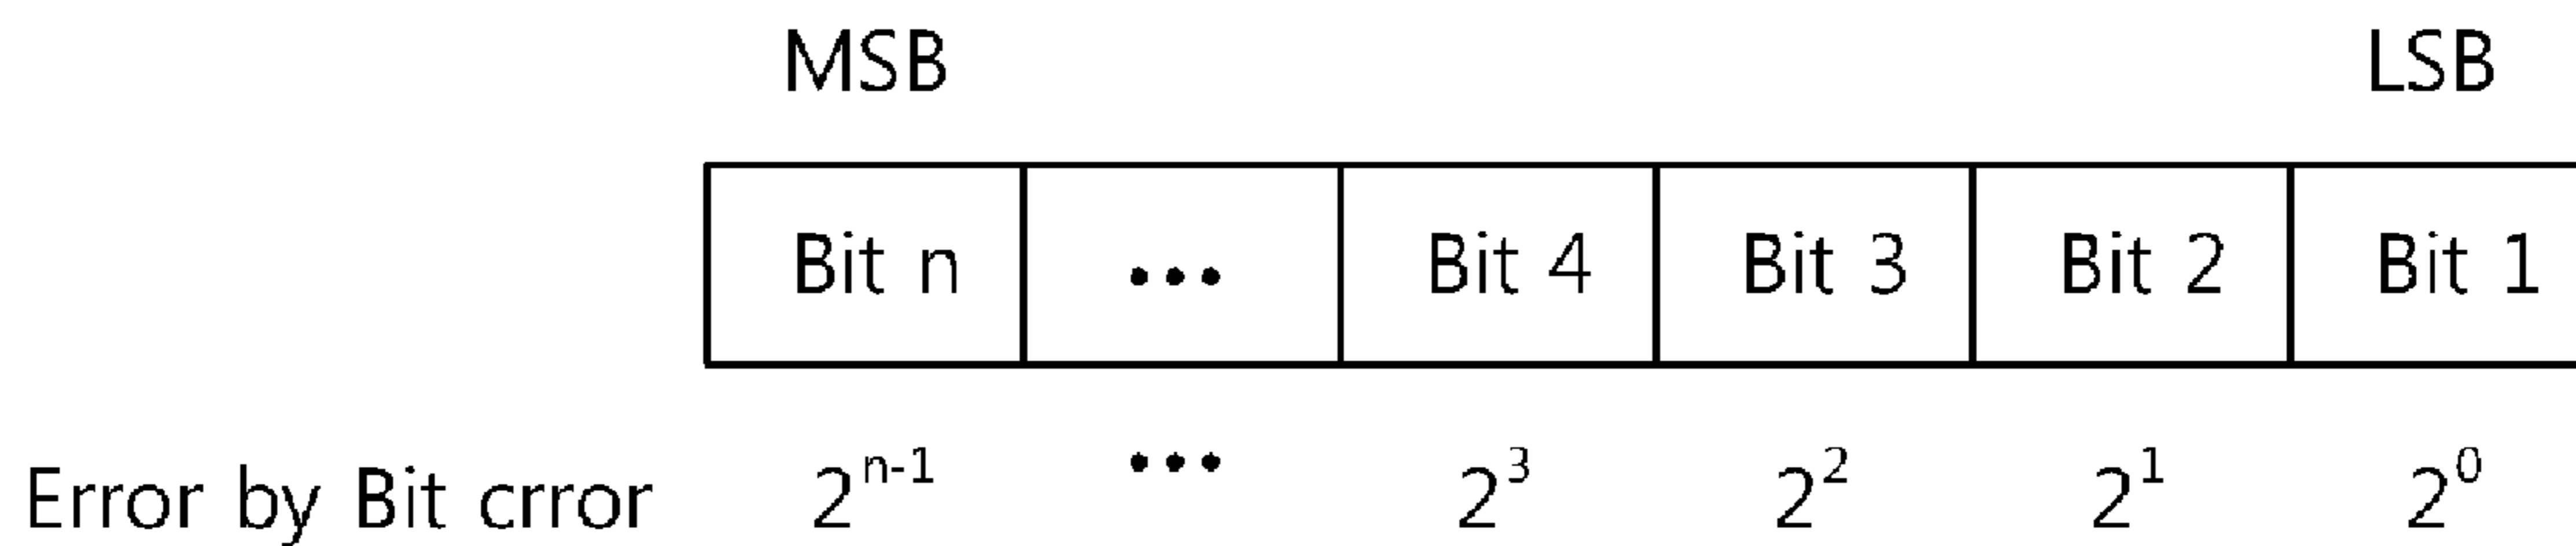 MSB LSB
Bit n ••• Bit 4 Bit 3 Bit 2 Bit 1
Error by Bit crror 2^n-1 ••• 2^3 2^2 2^1 2^0